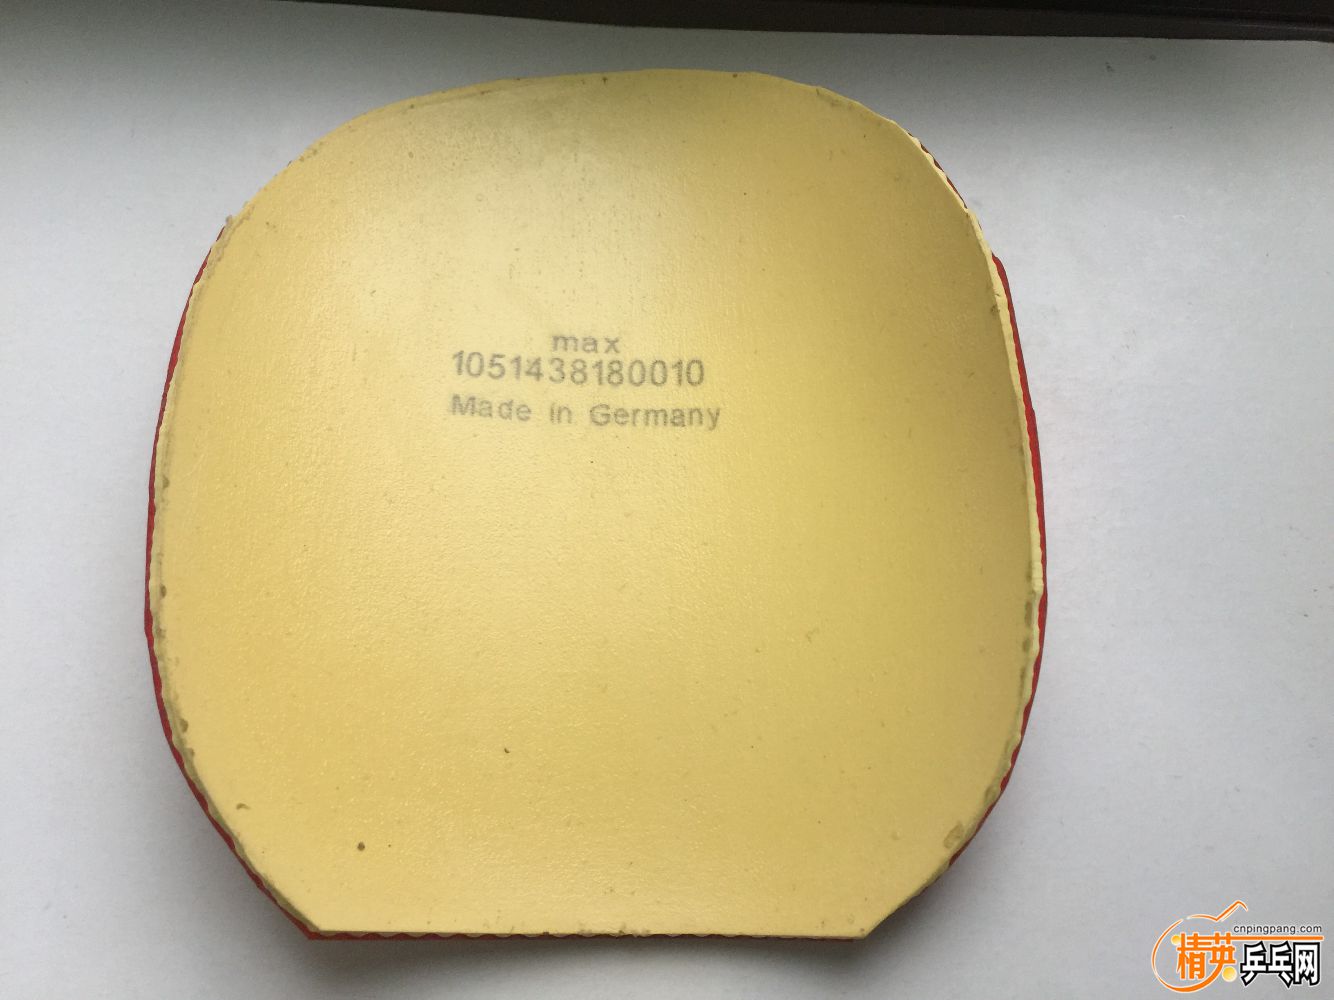 max
1051438180010
Made in Germany
cnpingpang.com
精英乒乓网